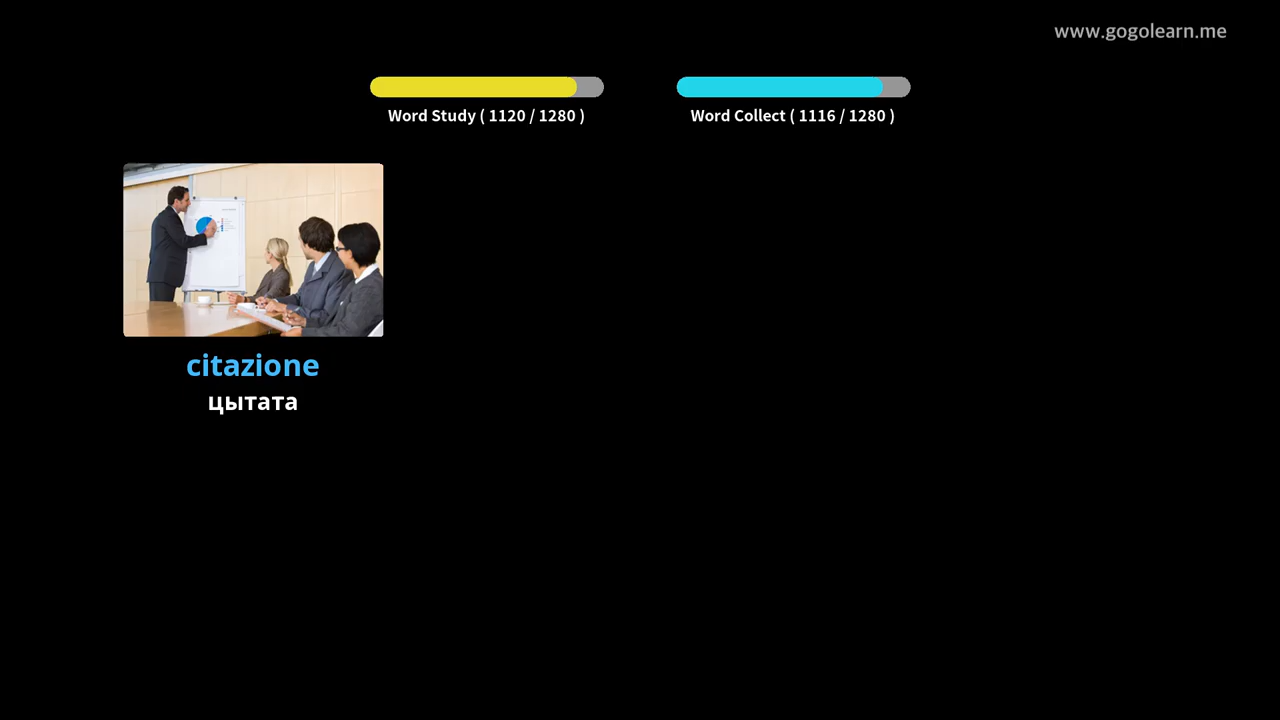 www.gogolearn.me
Word Study ( 1120 / 1280 )
Word Collect ( 1116 / 1280 )
citazione
цытата